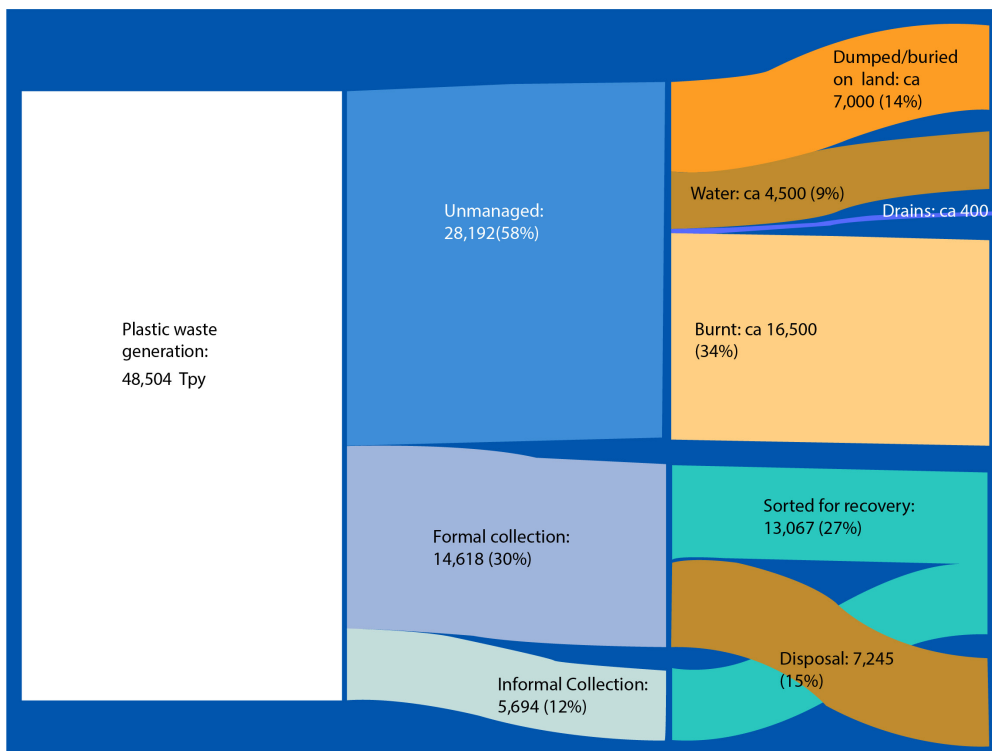 Plastic waste
generation:
48,504 Tpy
Unmanaged:
28,192(58%)
Formal collection:
14,618 (30%)
Informal Collection:
5,694 (12%)
Dumped/buried
on land: ca
7,000 (14%)
Water: ca 4,500 (9%)
Drains: ca 400
Burnt: ca 16,500
(34%)
Sorted for recovery:
13,067 (27%)
Disposal: 7,245
(15%)